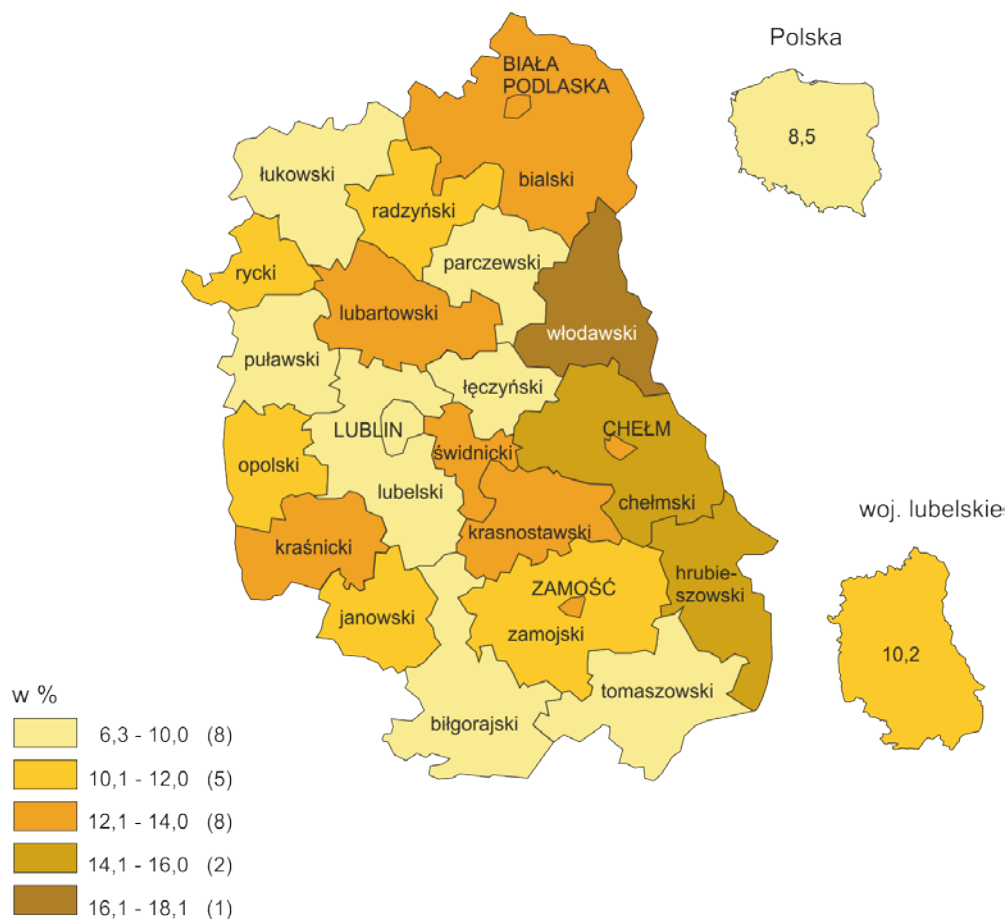 Polska
8,5
BIAŁA
PODLASKA
łukowski
bialski
radzyński
parczewski
rycki
lubartowski
włodawski
puławski
łęczyński
LUBLIN
CHEŁM
świdnicki
opolski
lubelski
chełmski
woj. lubelskie
krasnostawski
kraśnicki
hrubie-
szowski
ZAMOŚĆ
janowski
zamojski
10,2
tomaszowski
biłgorajski
w %
6,3 - 10,0 (8)
10,1 - 12,0 (5)
12,1 - 14,0 (8)
14,1 - 16,0 (2)
16,1 - 18,1 (1)